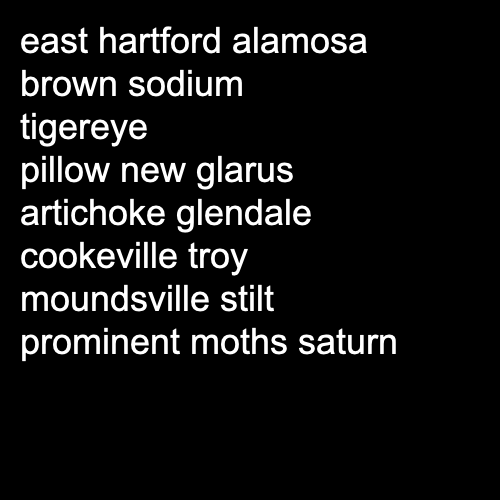 east hartford alamosa
brown sodium
tigereye
pillow new glarus
artichoke glendale
cookeville troy
moundsville stilt
prominent moths saturn